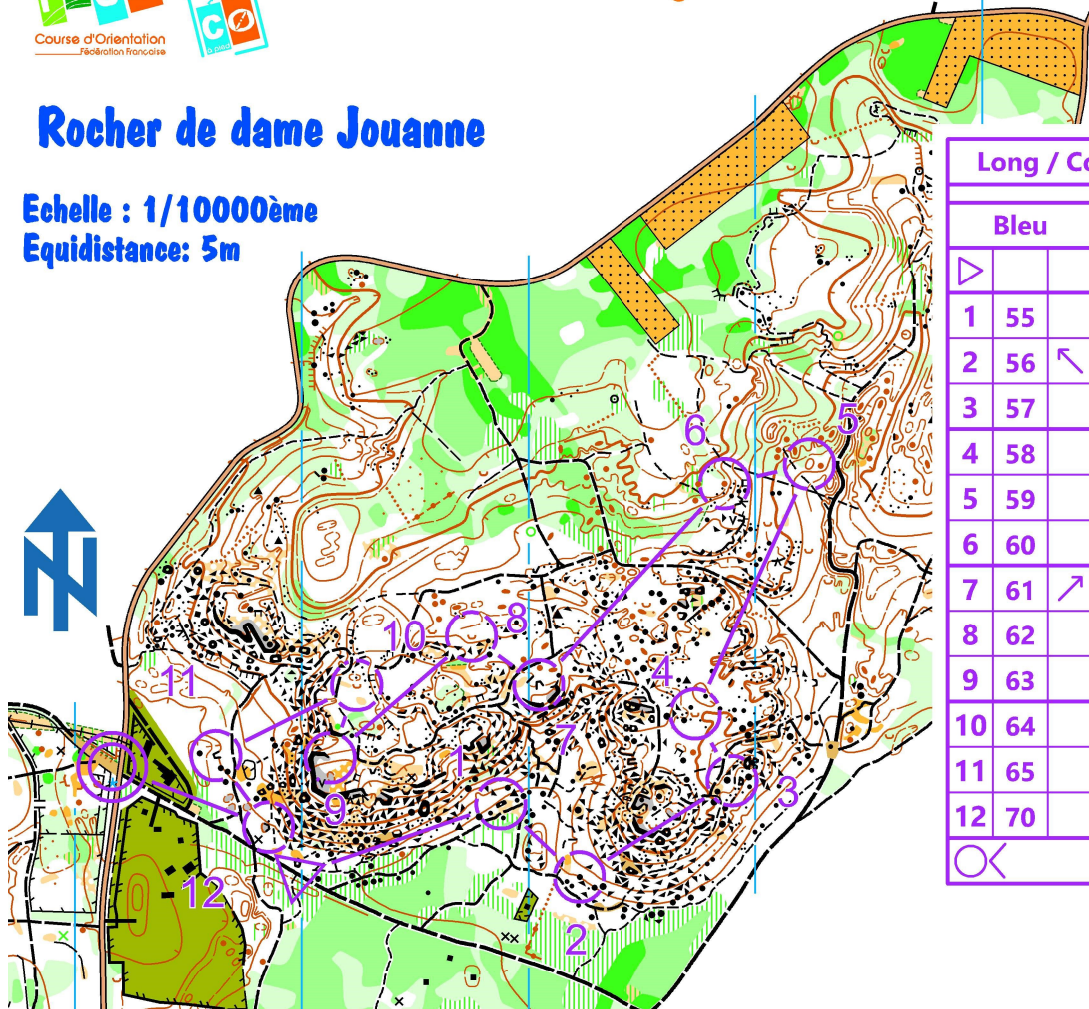 Course d'Orientation
Fédération Française
CO
à pied
Rocher de dame Jouanne
Echelle : 1/10000ème
Equidistance: 5m
N
Long / Co
Bleu
1 55
2 56
3 57
4 58
5 59
6 60
7 61
8 62
9 63
10 64
11 65
12 70
5
6
8
10
4
11
7
1
3
9
12
2